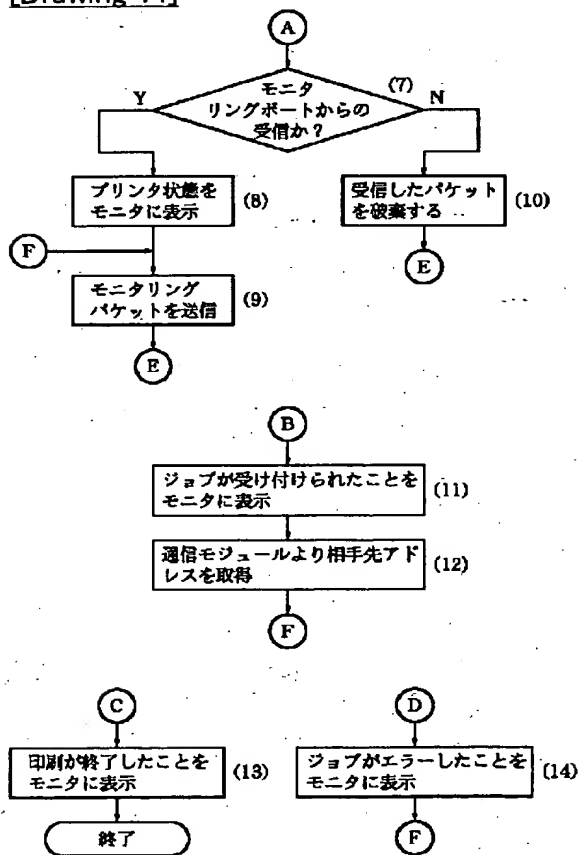 A
(7)
モニタ
リングポートからの
受信か?
Y
N
プリンタ状態を
モニタに表示
(8)
受信したパケット
を破棄する
(10)
F
E
モニタリング
パケットを送信
(9)
E
B
ジョブが受け付けられたことを
モニタに表示
(11)
通信モジュールより相手先アド
レスを取得
(12)
F
C
D
印刷が終了したことを
モニタに表示
(13)
ジョブがエラーしたことを
モニタに表示
(14)
終了
F